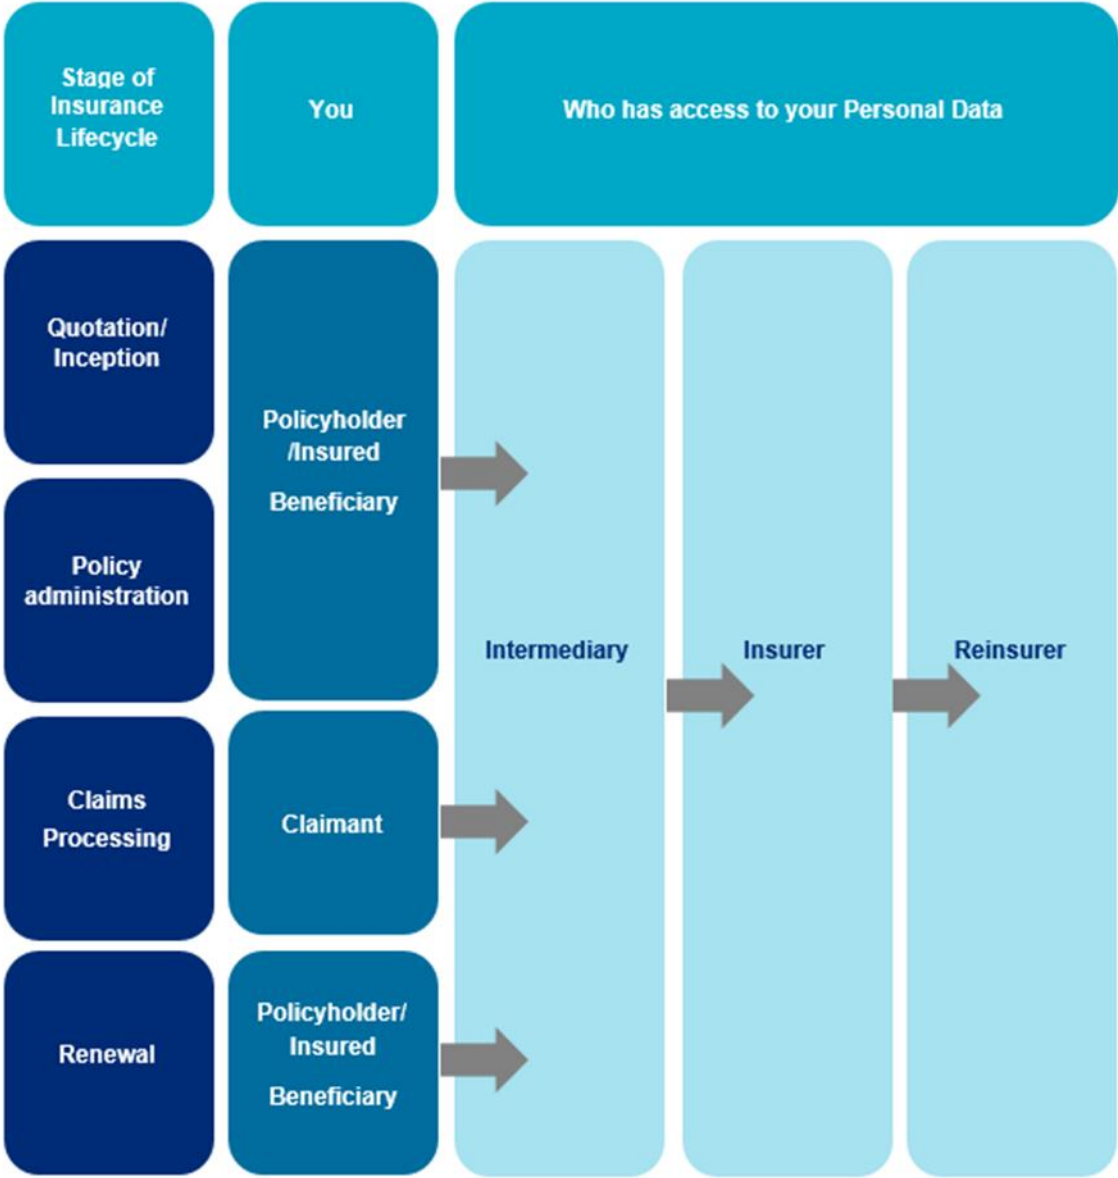 Stage of
Insurance
Lifecycle
You
Who has access to your Personal Data
Quotation/
Inception
Policyholder
/Insured
Beneficiary
Policy
administration
Intermediary
Insurer
Reinsurer
Claims
Processing
Claimant
Renewal
Policyholder/
Insured
Beneficiary